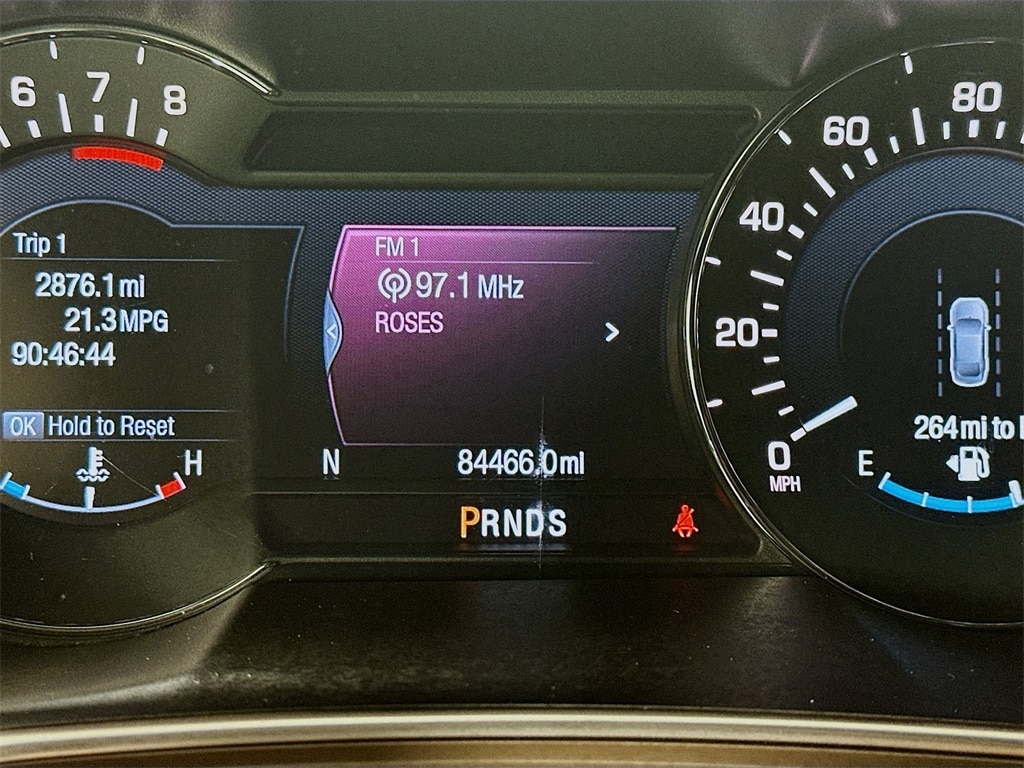 6 7 8
Trip 1
2876.1 mi
21.3 MPG
90:46:44
OK Hold to Reset
H
FM 1
97.1 MHz
ROSES
N 84466.0 mi
PRNDS
80
60
40
20
0
MPH
264 mi to
E